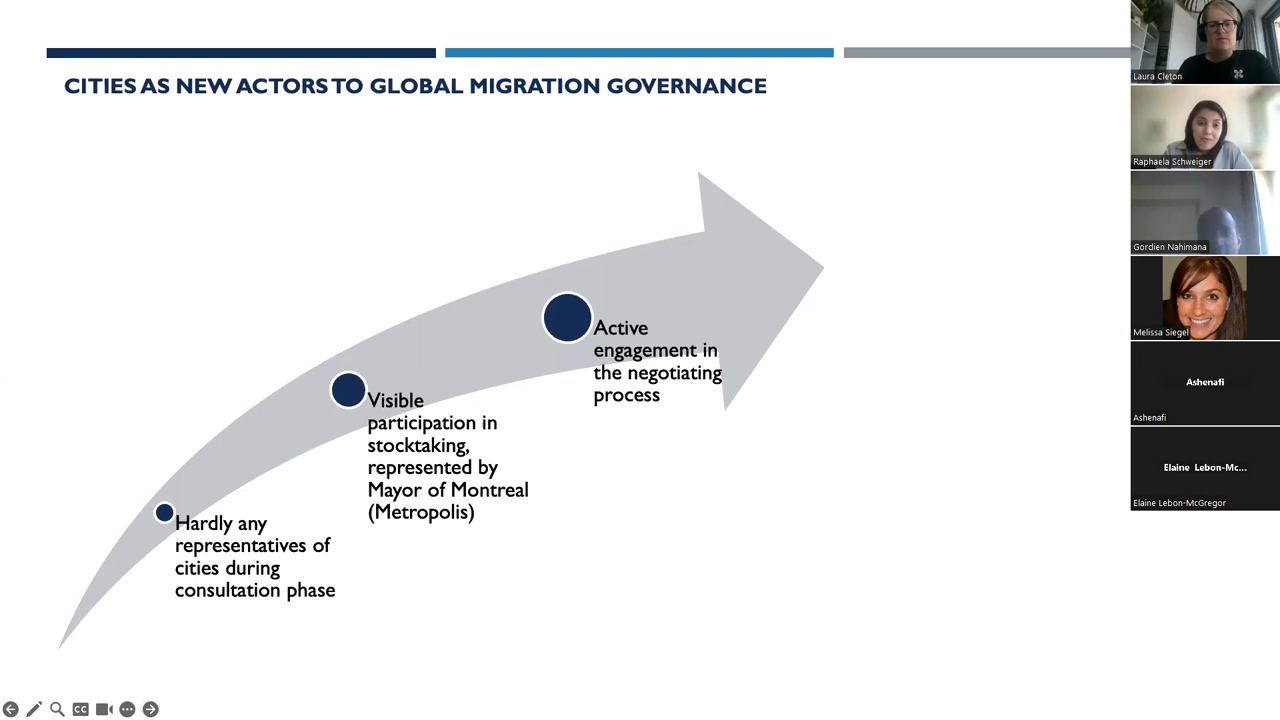 CITIES AS NEW ACTORS TO GLOBAL MIGRATION GOVERNANCE
Hardly any
representatives of
cities during
consultation phase
Visible
participation in
stocktaking,
represented by
Mayor of Montreal
(Metropolis)
Active
engagement in
the negotiating
process
Laura Cleton
Raphaela Schweiger
Gordien Nahimana
Melissa Siegel
Ashenafi
Ashenafi
Elaine Lebon-Mc...
Elaine Lebon-McGregor
CC